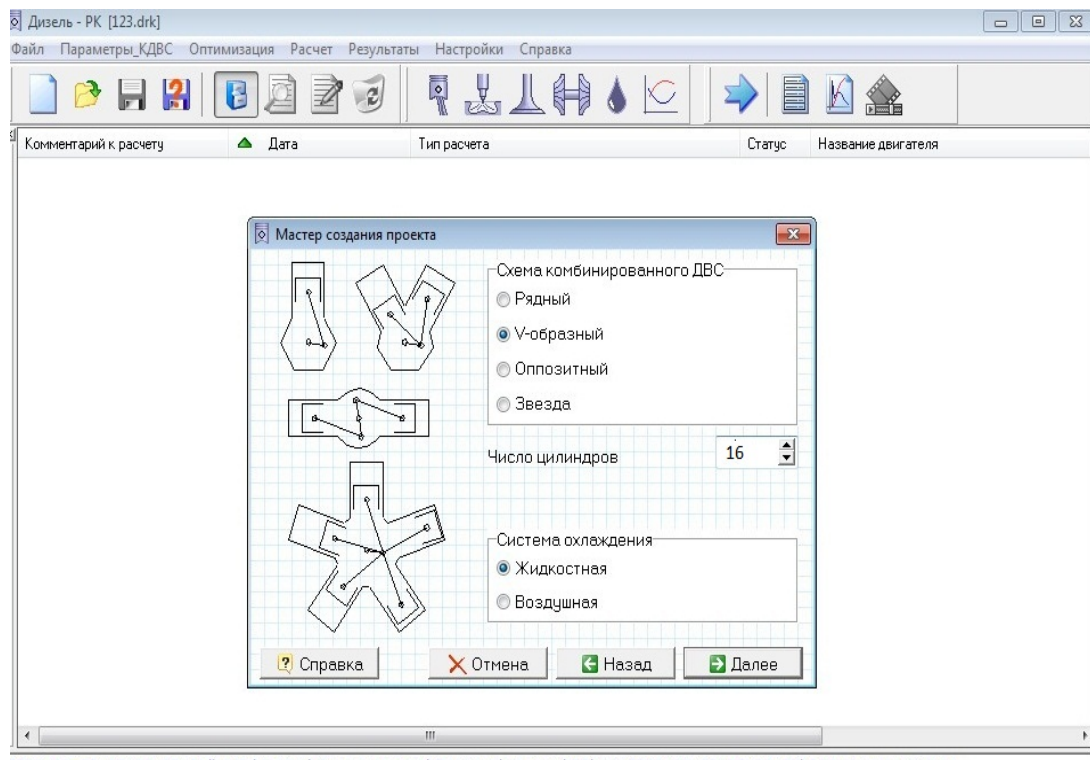 Дизель - РК [123.drk]
Файл Параметры_КДВС Оптимизация Расчет Результаты Настройки Справка
Комментарий к расчету Дата Тип расчета Статус Название двигателя
Мастер создания проекта
Схема комбинированного ДВС
Рядный
V-образный
Оппозитный
Звезда
Число цилиндров 16
Система охлаждения
Жидкостная
Воздушная
Справка Отмена Назад Далее